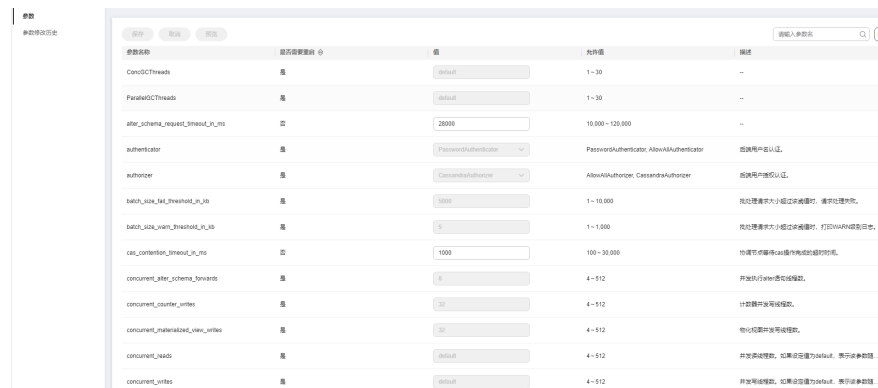 参数
参数修改历史
保存 取消 预览
请输入参数名
参数名称 是否需要重启 值 允许值 描述
ConcGCThreads 是 default 1 ~ 30 --
ParallelGCThreads 是 default 1 ~ 30 --
alter_schema_request_timeout_in_ms 否 28000 10,000 ~ 120,000 --
authenticator 是 PasswordAuthenticator PasswordAuthenticator, AllowAllAuthenticator 后端用户名认证。
authorizer 是 CassandraAuthorizer AllowAllAuthorizer, CassandraAuthorizer 后端用户授权认证。
batch_size_fail_threshold_in_kb 是 5000 1 ~ 10,000 批处理请求大小超过该阈值时，请求处理失败。
batch_size_warn_threshold_in_kb 是 5 1 ~ 1,000 批处理请求大小超过该阈值时，打印WARN级别日志。
cas_contention_timeout_in_ms 否 1000 100 ~ 30,000 协调节点等待cas操作完成的超时时间。
concurrent_alter_schema_forwards 是 8 4 ~ 512 并发执行alter语句线程数。
concurrent_counter_writes 是 32 4 ~ 512 计数器并发写线程数。
concurrent_materialized_view_writes 是 32 4 ~ 512 物化视图并发写线程数。
concurrent_reads 是 default 4 ~ 512 并发读线程数。如果设定值为default，表示该参数随...
concurrent_writes 是 default 4 ~ 512 并发写线程数。如果设定值为default，表示该参数随...